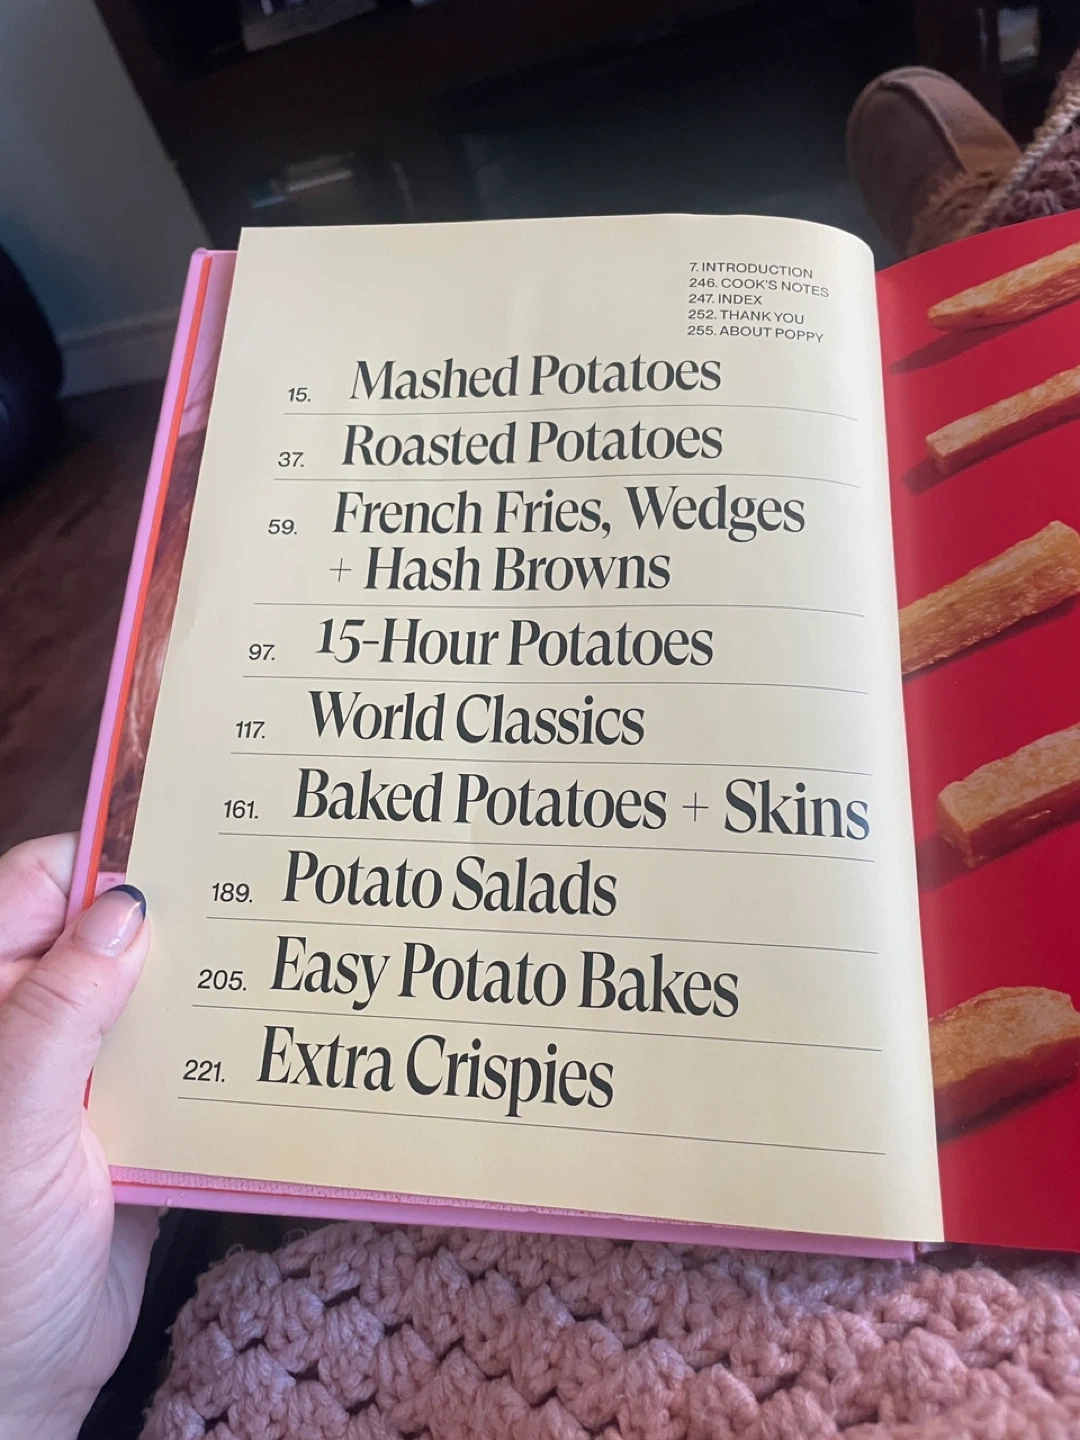 7. INTRODUCTION
246. COOK'S NOTES
247. INDEX
252. THANK YOU
255. ABOUT POPPY
15. Mashed Potatoes
37. Roasted Potatoes
59. French Fries, Wedges
+ Hash Browns
97. 15-Hour Potatoes
117. World Classics
161. Baked Potatoes + Skins
189. Potato Salads
205. Easy Potato Bakes
221. Extra Crispies